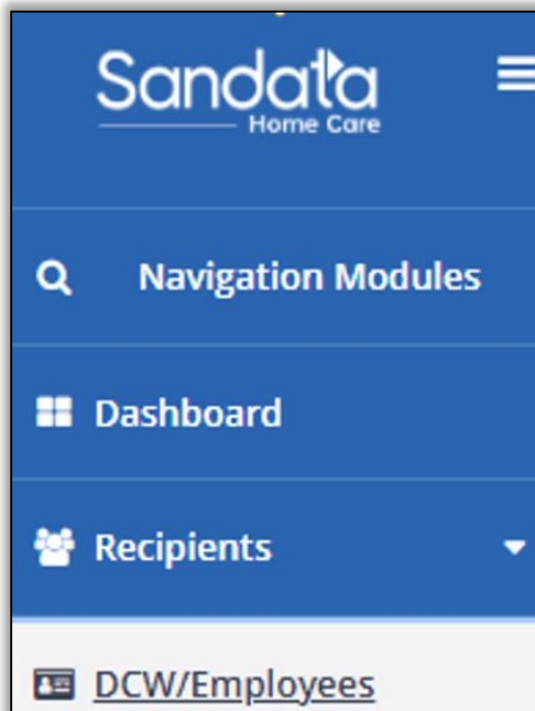 Sandata
Home Care
Navigation Modules
Dashboard
Recipients
DCW/Employees